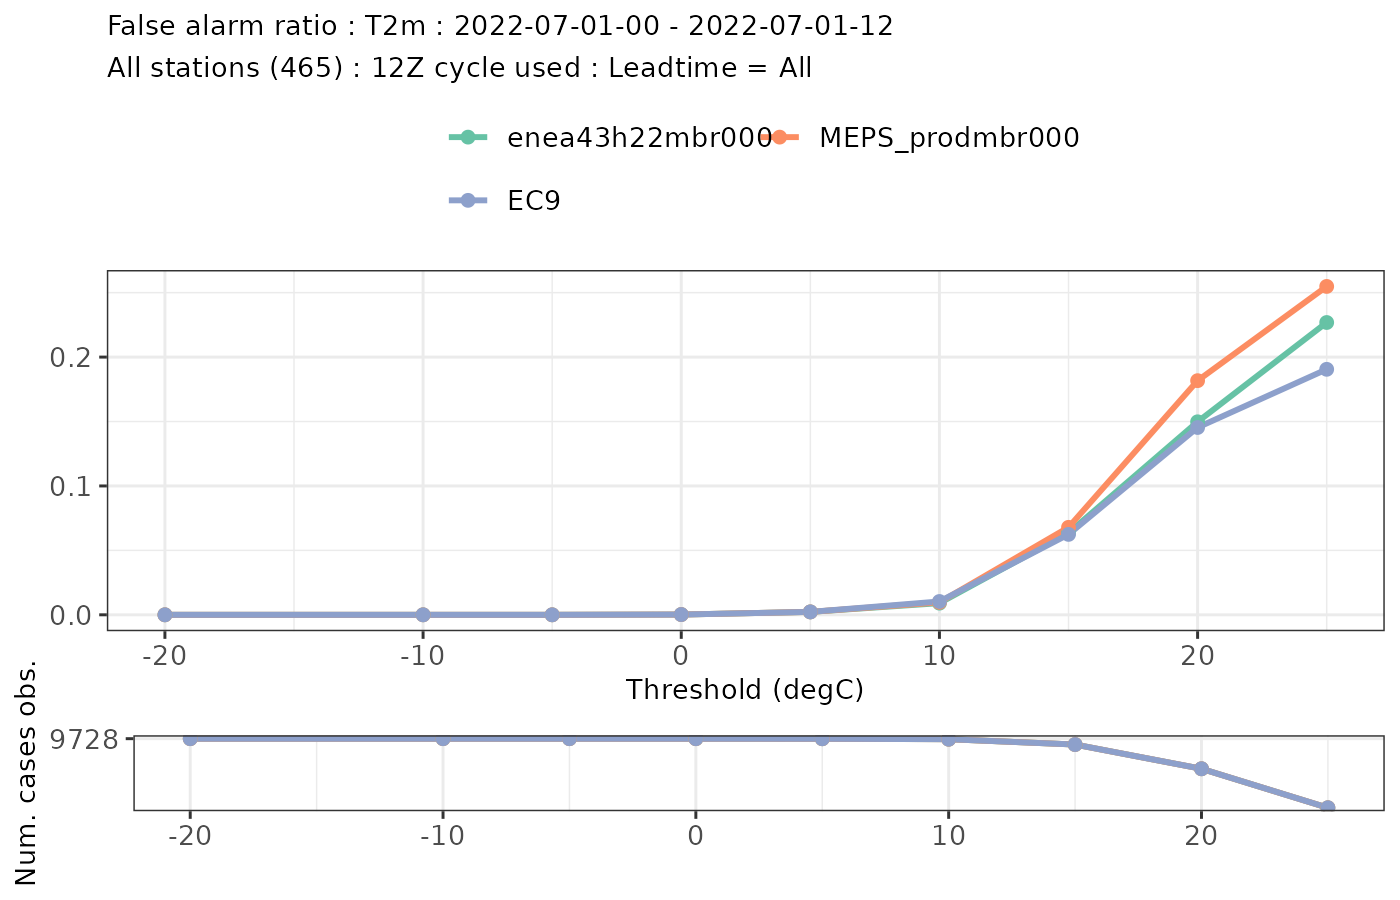 False alarm ratio : T2m : 2022-07-01-00 - 2022-07-01-12
All stations (465) : 12Z cycle used : Leadtime = All
enea43h22mbr000 MEPS_prodmbr000
EC9
0.2
0.1
0.0
-20 -10 0 10 20
Threshold (degC)
Num. cases obs.
9728
-20 -10 0 10 20